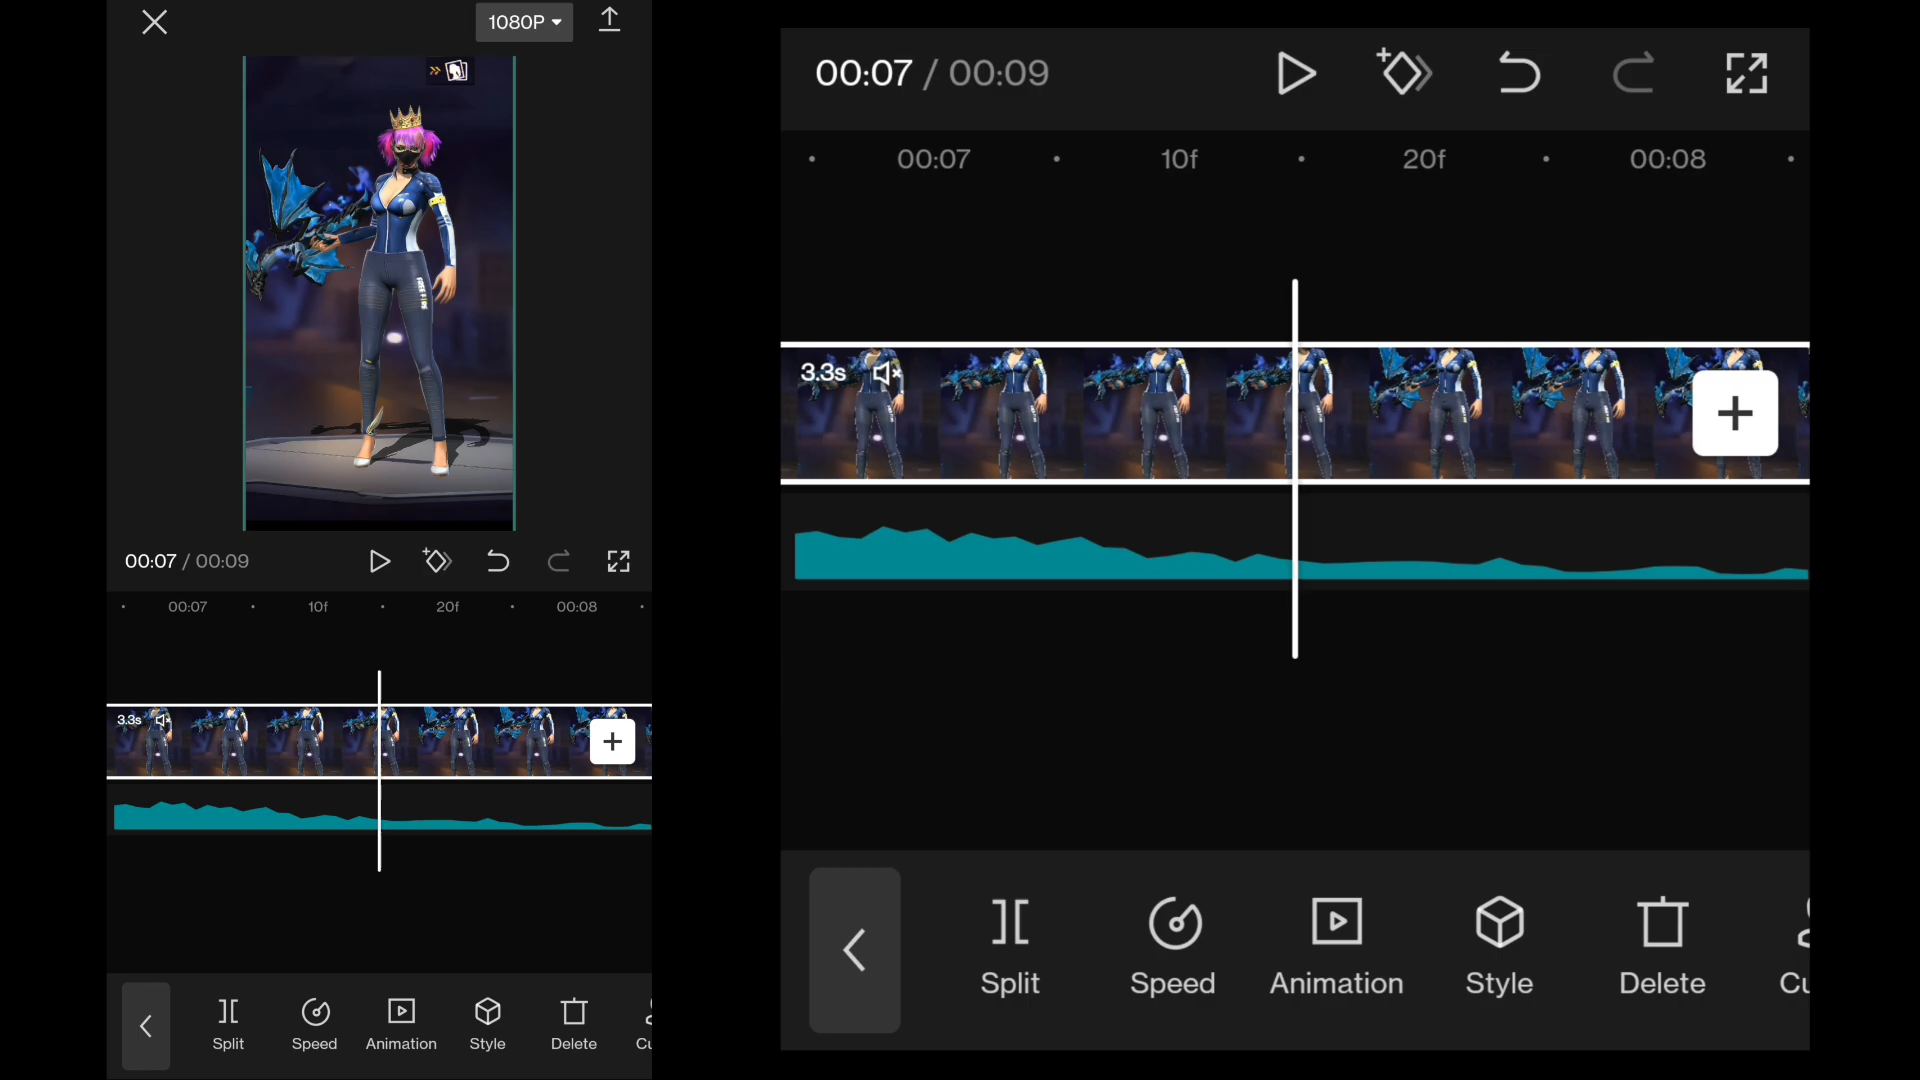 1080P
00:07 / 00:09
00:07 10f 20f 00:08
3.3s
Split Speed Animation Style Delete Cu
00:07 / 00:09
00:07 10f 20f 00:08
3.3s
Split Speed Animation Style Delete Cu